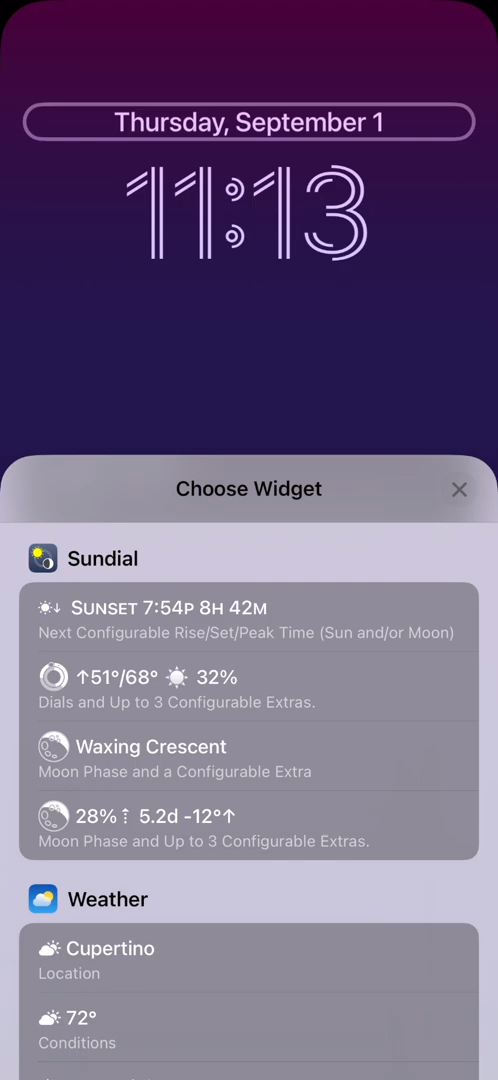 Thursday, September 1
11:13
Choose Widget
Sundial
SUNSET 7:54P 8H 42M
Next Configurable Rise/Set/Peak Time (Sun and/or Moon)
↑51°/68° 32%
Dials and Up to 3 Configurable Extras.
Waxing Crescent
Moon Phase and a Configurable Extra
28%⇡ 5.2d -12°↑
Moon Phase and Up to 3 Configurable Extras.
Weather
Cupertino
Location
72°
Conditions